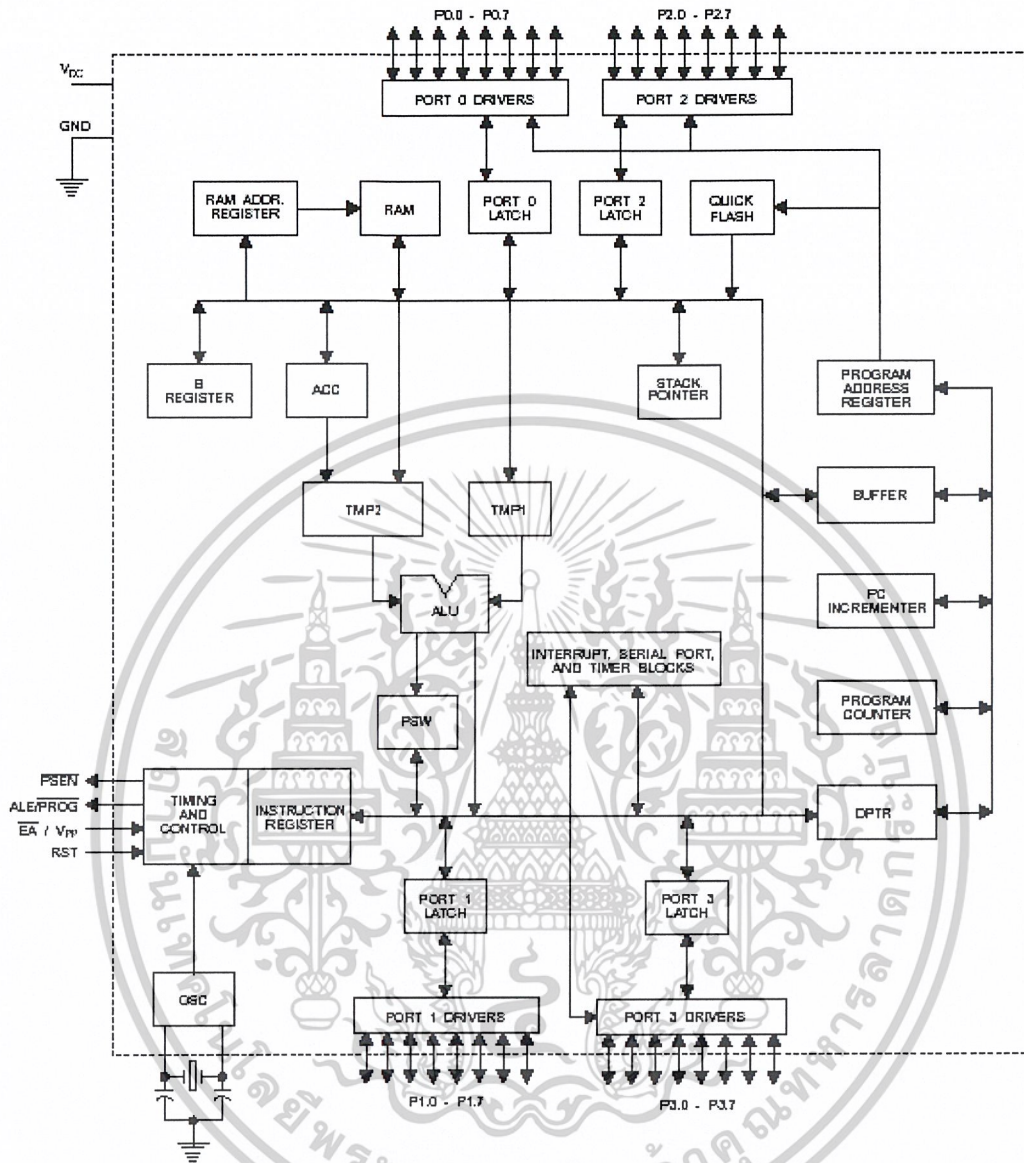 P0.0 - P0.7
P2.0 - P2.7
VCC
GND
PORT 0 DRIVERS
PORT 2 DRIVERS
RAM ADDR.
REGISTER
RAM
PORT 0
LATCH
PORT 2
LATCH
QUICK
FLASH
B
REGISTER
ACC
STACK
POINTER
PROGRAM
ADDRESS
REGISTER
TMP2
TMP1
BUFFER
ALU
PC
INCREMENTER
INTERRUPT, SERIAL PORT,
AND TIMER BLOCKS
PSW
PROGRAM
COUNTER
PSEN
ALE/PROG
EA / VPP
RST
TIMING
AND
CONTROL
INSTRUCTION
REGISTER
DPTR
PORT 1
LATCH
PORT 3
LATCH
OSC
PORT 1 DRIVERS
PORT 3 DRIVERS
P1.0 - P1.7
P3.0 - P3.7